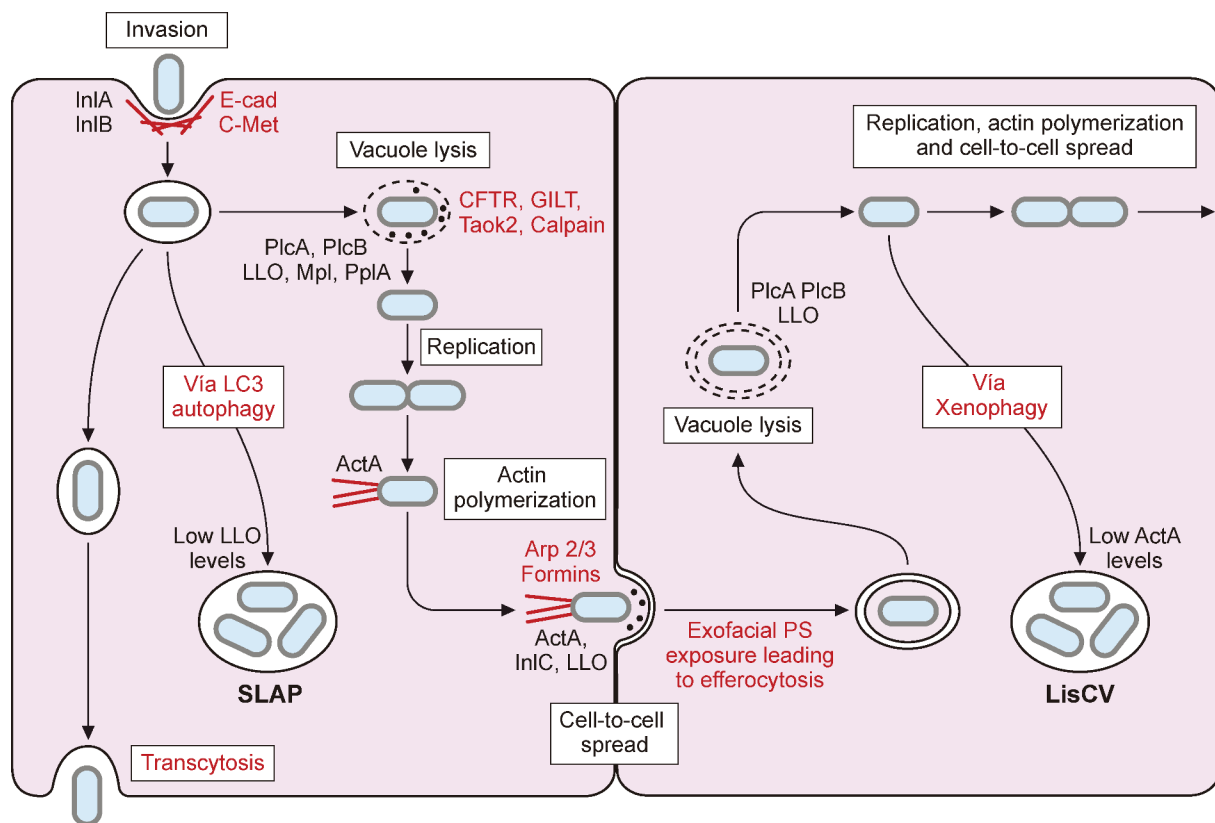 Invasion
InlA
InlB
E-cad
C-Met
Vacuole lysis
CFTR, GILT,
Taok2, Calpain
PlcA, PlcB
LLO, Mpl, PplA
Replication
Vía LC3
autophagy
ActA
Actin
polymerization
Low LLO
levels
SLAP
Arp 2/3
Formins
ActA,
InlC, LLO
Transcytosis
Cell-to-cell
spread
Exofacial PS
exposure leading
to efferocytosis
Vacuole lysis
PlcA PlcB
LLO
Replication, actin polymerization
and cell-to-cell spread
Vía
Xenophagy
Low ActA
levels
LisCV